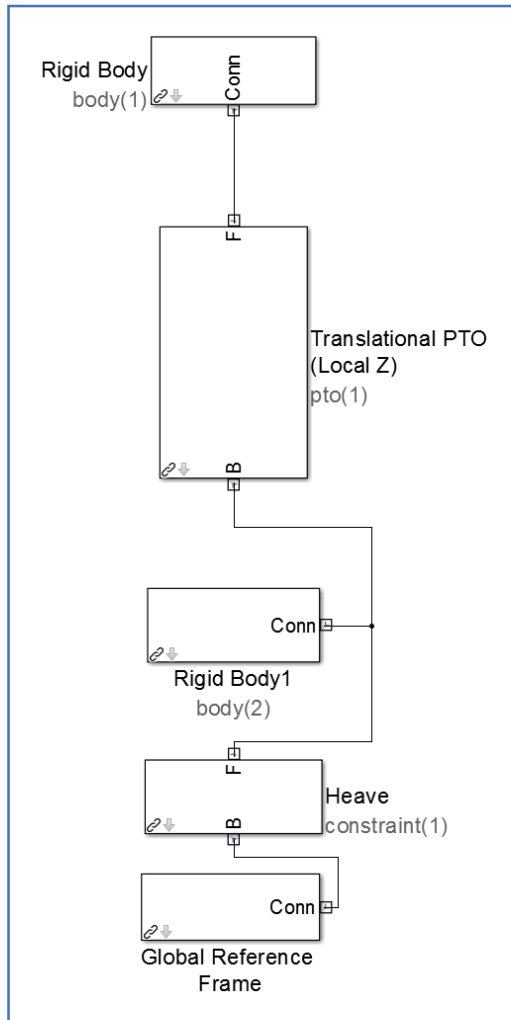 Rigid Body
body(1)
Conn
F
Translational PTO
(Local Z)
pto(1)
B
Conn
Rigid Body1
body(2)
F
Heave
constraint(1)
B
Conn
Global Reference
Frame